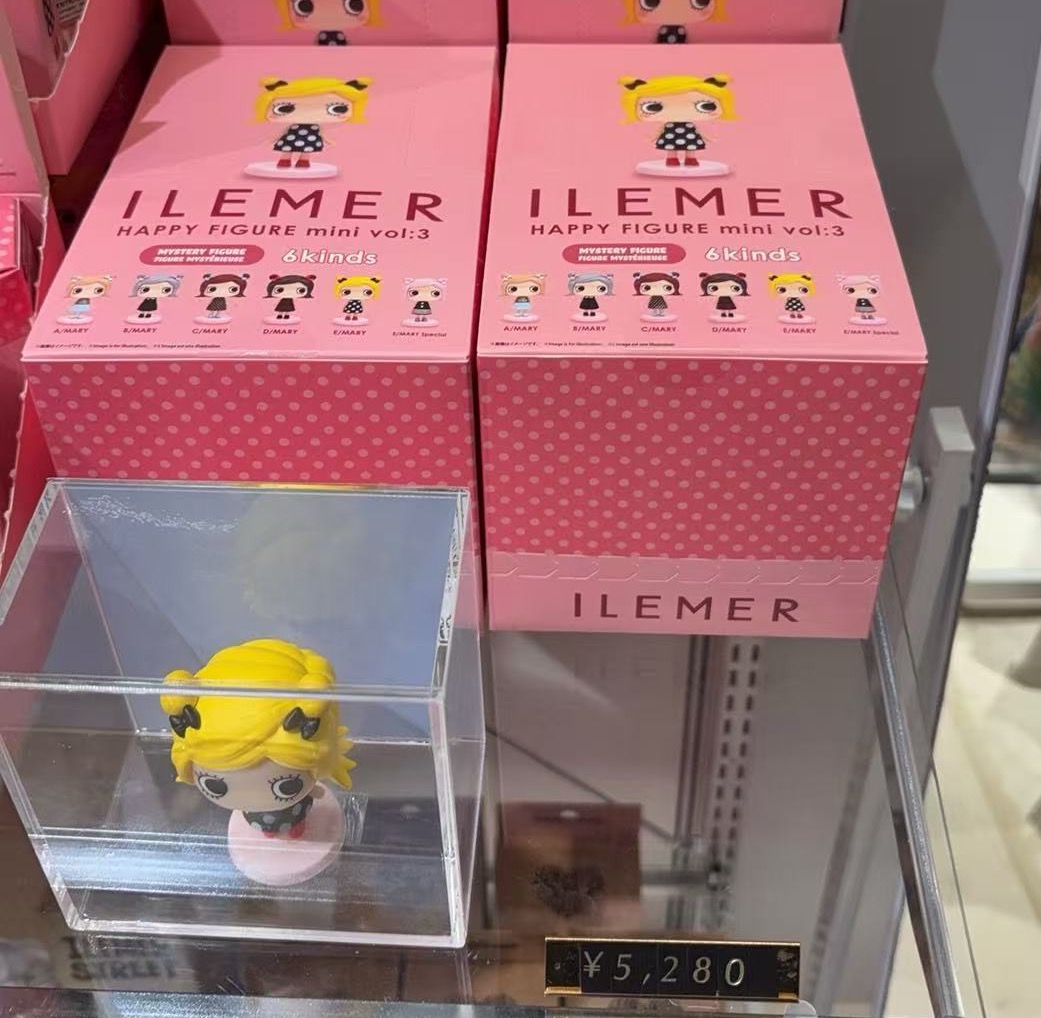 ILEMER
HAPPY FIGURE mini vol:3
MYSTERY FIGURE
FIGURE MYSTÉRIEUSE
6kinds
A/MARY
B/MARY
C/MARY
D/MARY
E/MARY
E/MARY Special
ILEMER
HAPPY FIGURE mini vol:3
MYSTERY FIGURE
FIGURE MYSTÉRIEUSE
6kinds
A/MARY
B/MARY
C/MARY
D/MARY
E/MARY
E/MARY Special
ILEMER
STREET
¥5,280